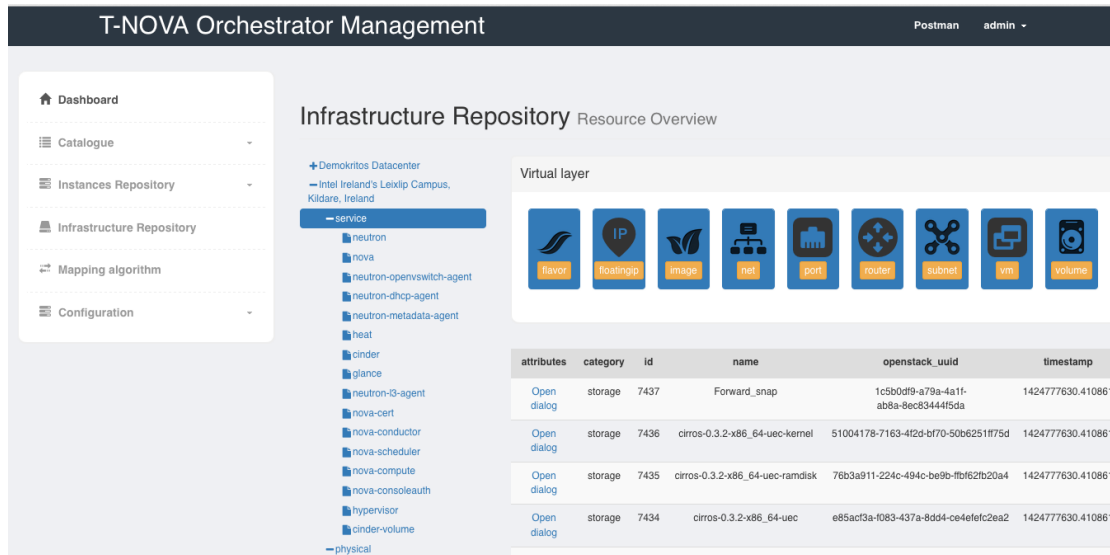 T-NOVA Orchestrator Management
Postman admin
Dashboard
Catalogue
Instances Repository
Infrastructure Repository
Mapping algorithm
Configuration
Infrastructure Repository Resource Overview
Demokritos Datacenter
Intel Ireland's Leixlip Campus,
Kildare, Ireland
service
neutron
nova
neutron-openvswitch-agent
neutron-dhcp-agent
neutron-metadata-agent
heat
cinder
glance
neutron-l3-agent
nova-cert
nova-conductor
nova-scheduler
nova-compute
nova-consoleauth
hypervisor
cinder-volume
physical
Virtual layer
IP
flavor floatingip image net port router subnet vm volume
attributes category id name openstack_uuid timestamp
Open storage 7437 Forward_snap 1c5b0df9-a79a-4a1f- 1424777630.41086
dialog ab8a-8ec83444f5da
Open storage 7436 cirros-0.3.2-x86_64-uec-kernel 51004178-7163-4f2d-bf70-50b6251ff75d 1424777630.41086
dialog
Open storage 7435 cirros-0.3.2-x86_64-uec-ramdisk 76b3a911-224c-494c-be9b-ffbf62fb20a4 1424777630.41086
dialog
Open storage 7434 cirros-0.3.2-x86_64-uec e85acf3a-f083-437a-8dd4-ce4efefc2ea2 1424777630.41086
dialog